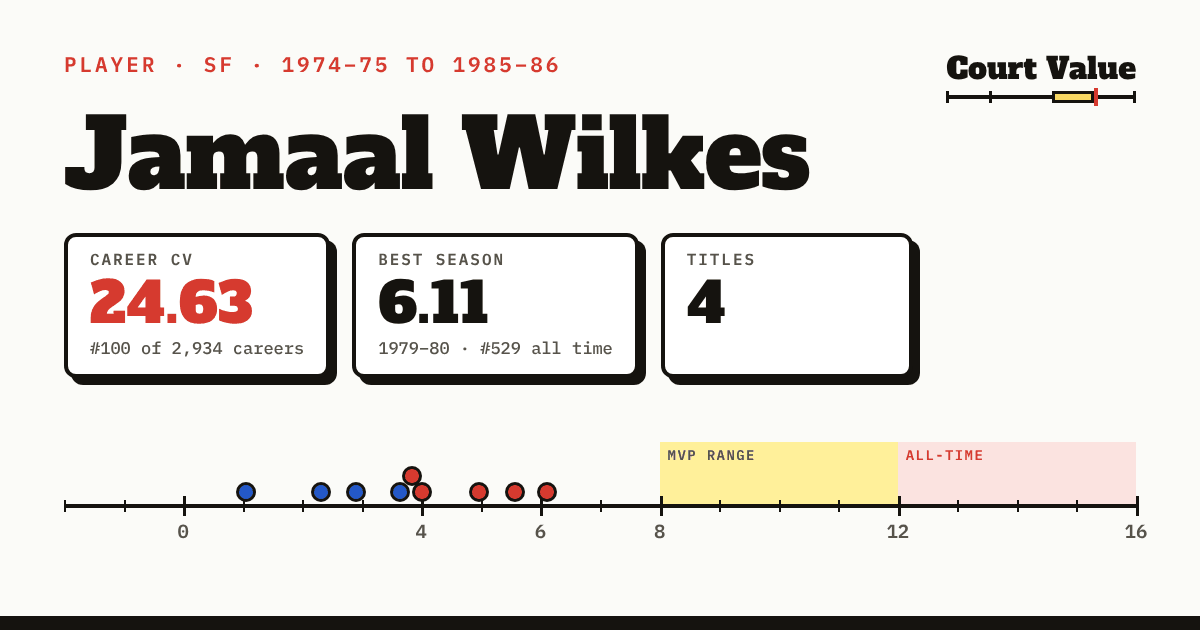 PLAYER · SF · 1974–75 TO 1985–86
Court Value
Jamaal Wilkes
CAREER CV
24.63
#100 of 2,934 careers
BEST SEASON
6.11
1979–80 · #529 all time
TITLES
4
MVP RANGE
ALL-TIME
0 4 6 8 12 16